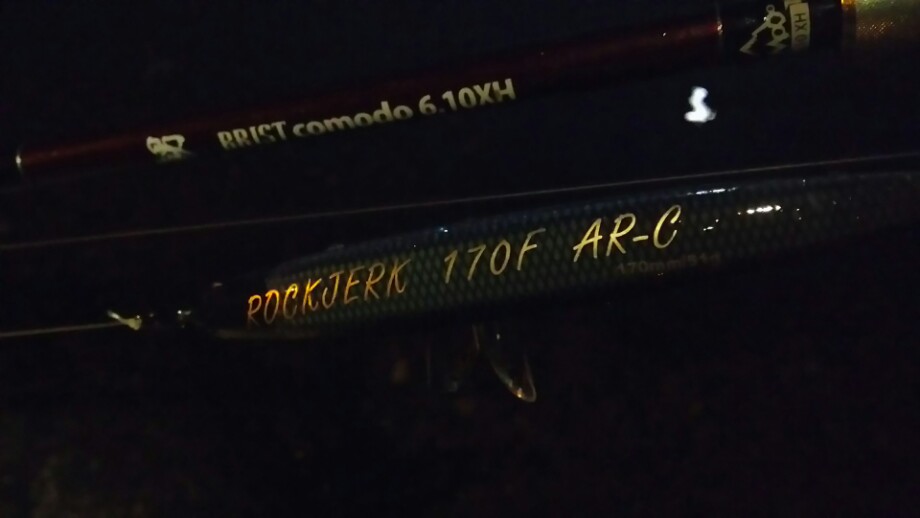 BRIST comodo 6.10XH
ROCKJERK 170F AR-C